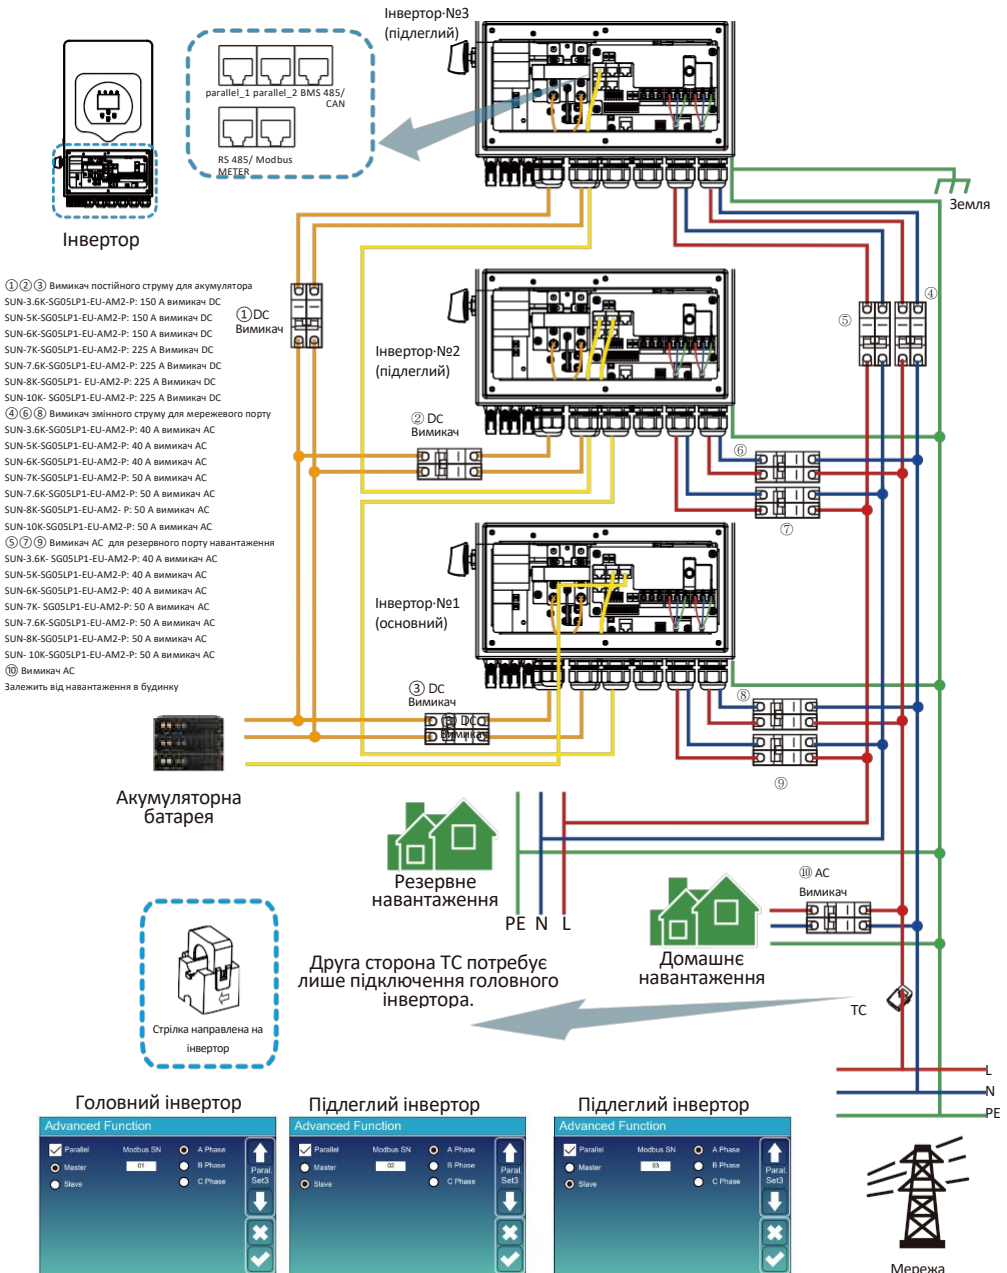 Інвертор·№3
(підлеглий)
parallel_1 parallel_2 BMS 485/
CAN
RS 485/ Modbus
METER
Земля
Інвертор
①②③ Вимикач постійного струму для акумулятора
SUN-3.6K-SG05LP1-EU-AM2-P: 150 А вимикач DC
SUN-5K-SG05LP1-EU-AM2-P: 150 А вимикач DC
SUN-6K-SG05LP1-EU-AM2-P: 150 А вимикач DC
SUN-7K-SG05LP1-EU-AM2-P: 225 А Вимикач DC
SUN-7.6K-SG05LP1-EU-AM2-P: 225 А Вимикач DC
SUN-8K-SG05LP1- EU-AM2-P: 225 А Вимикач DC
SUN-10K- SG05LP1-EU-AM2-P: 225 А Вимикач DC
④⑥⑧ Вимикач змінного струму для мережевого порту
SUN-3.6K-SG05LP1-EU-AM2-P: 40 А вимикач AC
SUN-5K-SG05LP1-EU-AM2-P: 40 А вимикач AC
SUN-6K-SG05LP1-EU-AM2-P: 40 А вимикач AC
SUN-7K-SG05LP1-EU-AM2-P: 50 А вимикач AC
SUN-7.6K-SG05LP1-EU-AM2-P: 50 А вимикач AC
SUN-8K-SG05LP1-EU-AM2- P: 50 А вимикач AC
SUN-10K-SG05LP1-EU-AM2-P: 50 А вимикач AC
⑤⑦⑨ Вимикач AC для резервного порту навантаження
SUN-3.6K- SG05LP1-EU-AM2-P: 40 А вимикач AC
SUN-5K-SG05LP1-EU-AM2-P: 40 А вимикач AC
SUN-6K-SG05LP1-EU-AM2-P: 40 А вимикач AC
SUN-7K- SG05LP1-EU-AM2-P: 50 А вимикач AC
SUN-7.6K-SG05LP1-EU-AM2-P: 50 А вимикач AC
SUN-8K-SG05LP1-EU-AM2-P: 50 А вимикач AC
SUN- 10K-SG05LP1-EU-AM2-P: 50 А вимикач AC
⑩ Вимикач AC
Залежить від навантаження в будинку
① DC
Вимикач
④
⑤
Інвертор·№2
(підлеглий)
② DC
Вимикач
⑥
⑦
Інвертор·№1
(основний)
③ DC
Вимикач
③ DC
Вимикач
⑧
⑨
Акумуляторна
батарея
Резервне
навантаження
PE N L
⑩ AC
Вимикач
Домашнє
навантаження
Друга сторона ТС потребує
лише підключення головного
інвертора.
ТС
Стрілка направлена на
інвертор
L
N
PE
Головний інвертор
Advanced Function
Parallel
Modbus SN
A Phase
Master
01
B Phase
Slave
C Phase
Paral.
Set3
Підлеглий інвертор
Advanced Function
Parallel
Modbus SN
A Phase
Master
02
B Phase
Slave
C Phase
Paral.
Set3
Підлеглий інвертор
Advanced Function
Parallel
Modbus SN
A Phase
Master
03
B Phase
Slave
C Phase
Paral.
Set3
Мережа